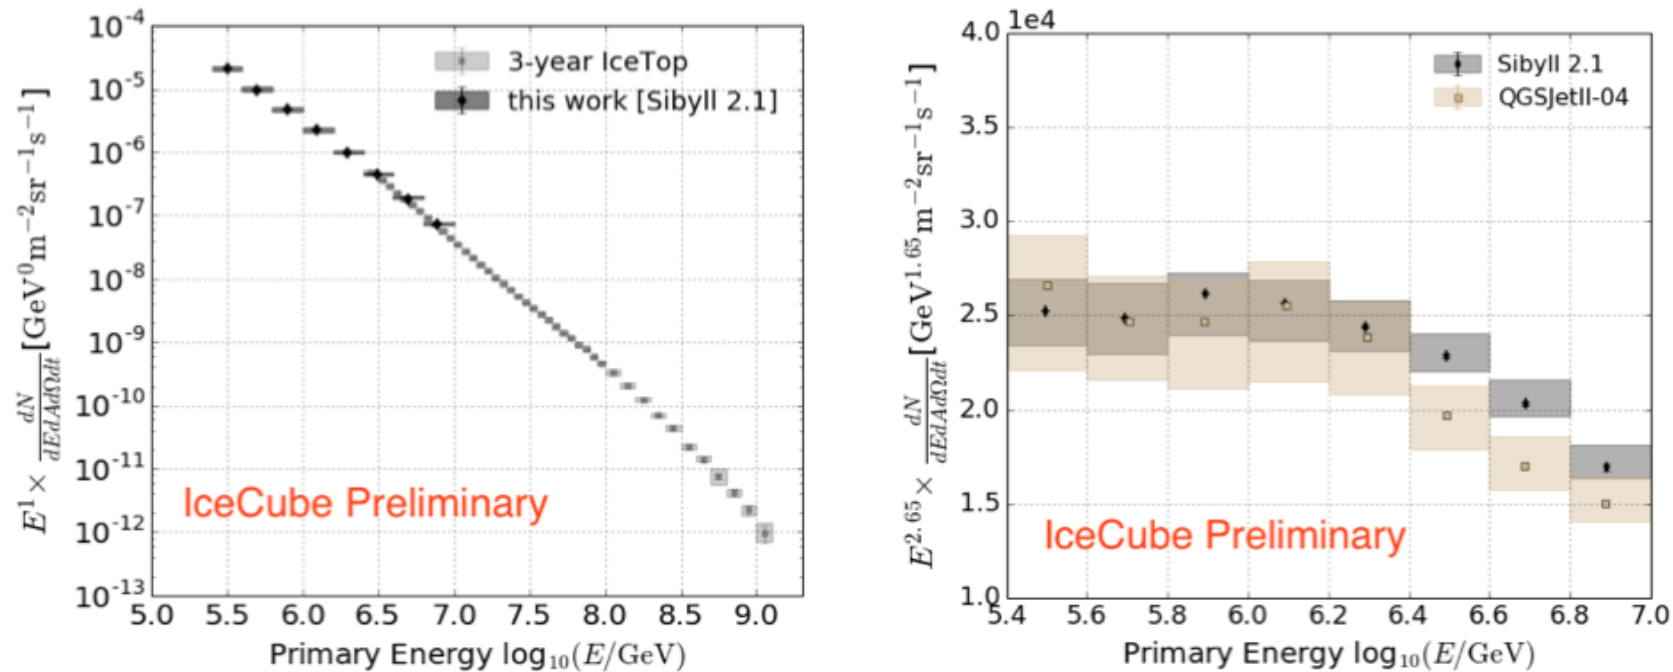 10^-4
10^-5
10^-6
10^-7
10^-8
10^-9
10^-10
10^-11
10^-12
10^-13
E^1 × dN/dEdAdΩdt [GeV^0 m^-2 sr^-1 s^-1]
3-year IceTop
this work [Sibyll 2.1]
IceCube Preliminary
5.0 5.5 6.0 6.5 7.0 7.5 8.0 8.5 9.0
Primary Energy log_10(E/GeV)
1e4
4.0
3.5
3.0
2.5
2.0
1.5
1.0
E^2.65 × dN/dEdAdΩdt [GeV^1.65 m^-2 sr^-1 s^-1]
Sibyll 2.1
QGSJetII-04
IceCube Preliminary
5.4 5.6 5.8 6.0 6.2 6.4 6.6 6.8 7.0
Primary Energy log_10(E/GeV)